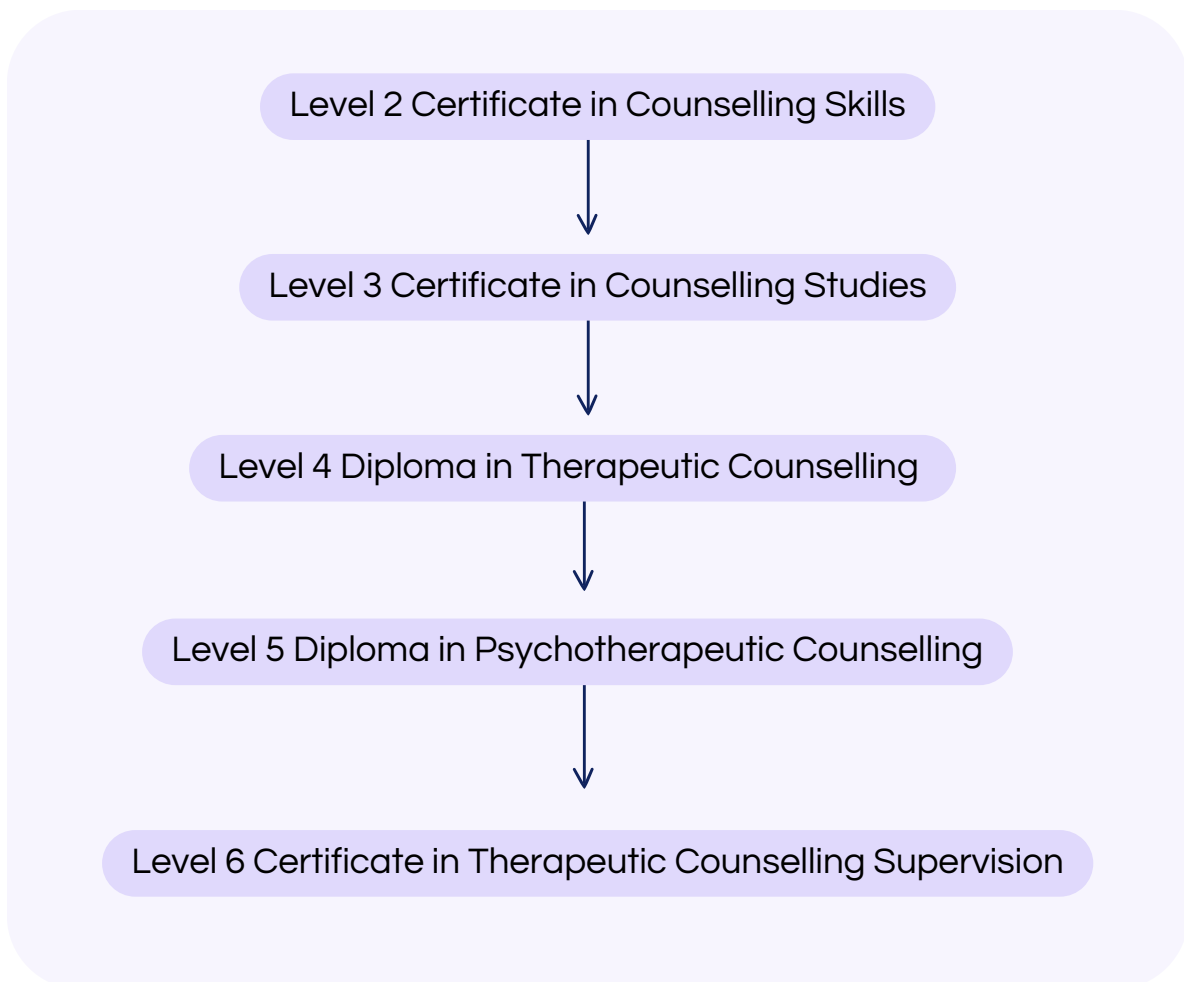 Level 2 Certificate in Counselling Skills
Level 3 Certificate in Counselling Studies
Level 4 Diploma in Therapeutic Counselling
Level 5 Diploma in Psychotherapeutic Counselling
Level 6 Certificate in Therapeutic Counselling Supervision